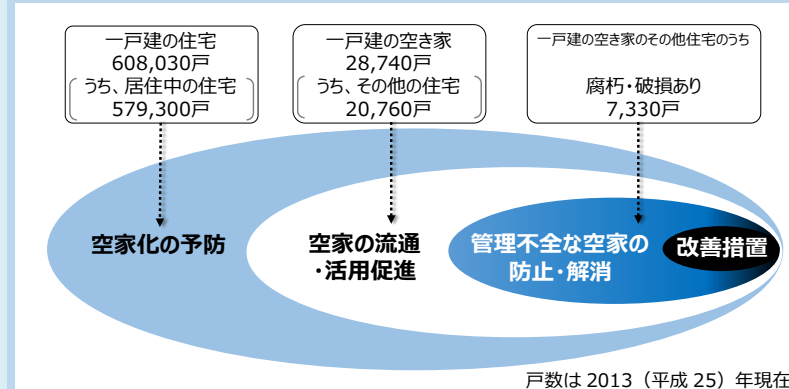 一戸建の住宅
608,030戸
うち、居住中の住宅
579,300戸
一戸建の空き家
28,740戸
うち、その他の住宅
20,760戸
一戸建の空き家のその他住宅のうち
腐朽・破損あり
7,330戸
空家化の予防
空家の流通
・活用促進
管理不全な空家の
防止・解消
改善措置
戸数は 2013（平成 25）年現在